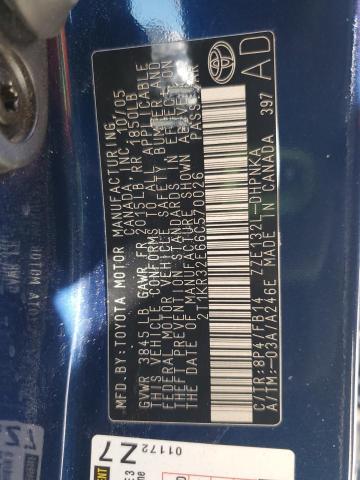 MFD. BY: TOYOTA MOTOR MANUFACTURING
CANADA, INC. 10/05
GVWR 3845 LB GAWR FR 2010 LB RR 1850LB
THIS VEHICLE CONFORMS TO ALL APPLICABLE
FEDERAL MOTOR VEHICLE SAFETY, BUMPER AND
THEFT PREVENTION STANDARDS IN EFFECT ON
THE DATE OF MANUFACTURE SHOWN ABOVE.
2T1KR32E66C570026 PASSENGER
C/TR: 8P4/FB14 ZZE132L-DHPNKA
A/TM: -03A/A246E MADE IN CANADA 397
AD
01172
Z7